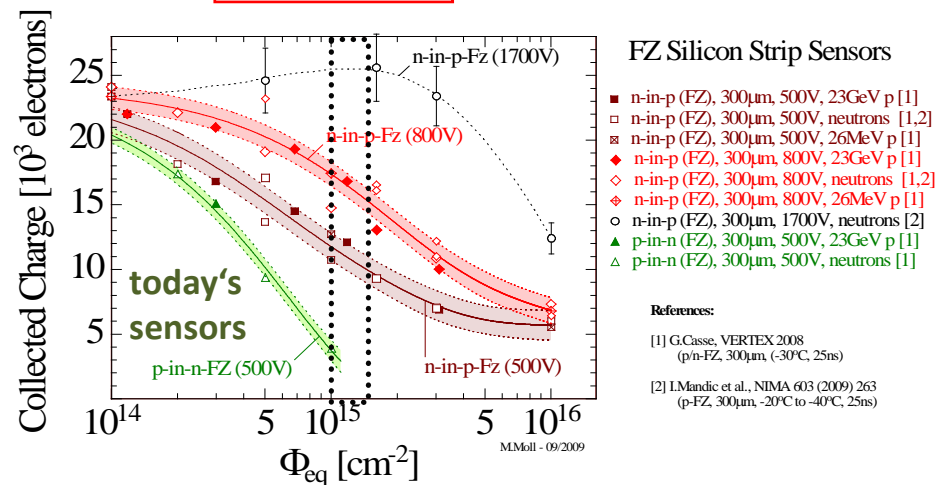 Collected Charge [10³ electrons]
25
20
15
10
5
n-in-p-Fz (1700V)
n-in-p-Fz (800V)
today's
sensors
p-in-n-FZ (500V)
n-in-p-Fz (500V)
10¹⁴
5
10¹⁵
5
10¹⁶
Φeq [cm⁻²]
M.Moll - 09/2009
FZ Silicon Strip Sensors
n-in-p (FZ), 300μm, 500V, 23GeV p [1]
n-in-p (FZ), 300μm, 500V, neutrons [1,2]
n-in-p (FZ), 300μm, 500V, 26MeV p [1]
n-in-p (FZ), 300μm, 800V, 23GeV p [1]
n-in-p (FZ), 300μm, 800V, neutrons [1,2]
n-in-p (FZ), 300μm, 800V, 26MeV p [1]
n-in-p (FZ), 300μm, 1700V, neutrons [2]
p-in-n (FZ), 300μm, 500V, 23GeV p [1]
p-in-n (FZ), 300μm, 500V, neutrons [1]
References:
[1] G.Casse, VERTEX 2008
(p/n-FZ, 300μm, (-30°C, 25ns)
[2] I.Mandic et al., NIMA 603 (2009) 263
(p-FZ, 300μm, -20°C to -40°C, 25ns)